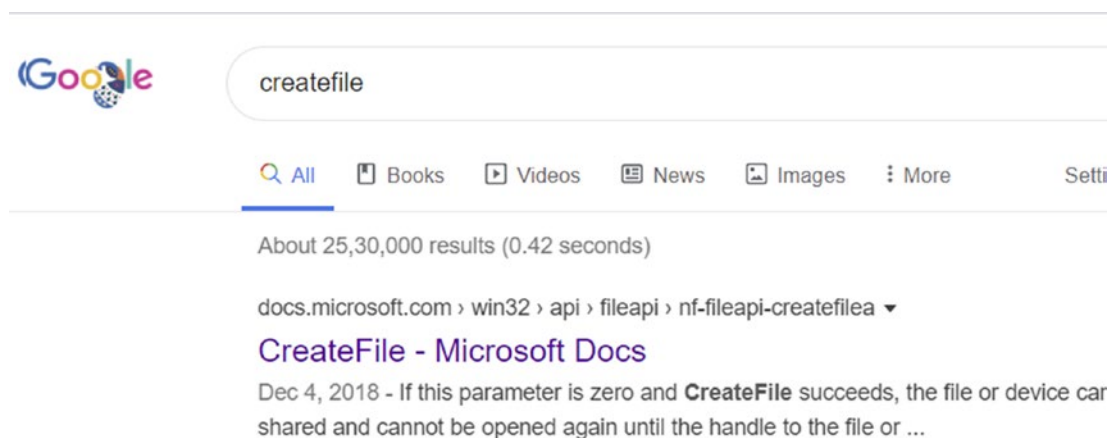 Google
createfile
All Books Videos News Images More
About 25,30,000 results (0.42 seconds)
docs.microsoft.com › win32 › api › fileapi › nf-fileapi-createfilea
CreateFile - Microsoft Docs
Dec 4, 2018 - If this parameter is zero and CreateFile succeeds, the file or device
shared and cannot be opened again until the handle to the file or ...